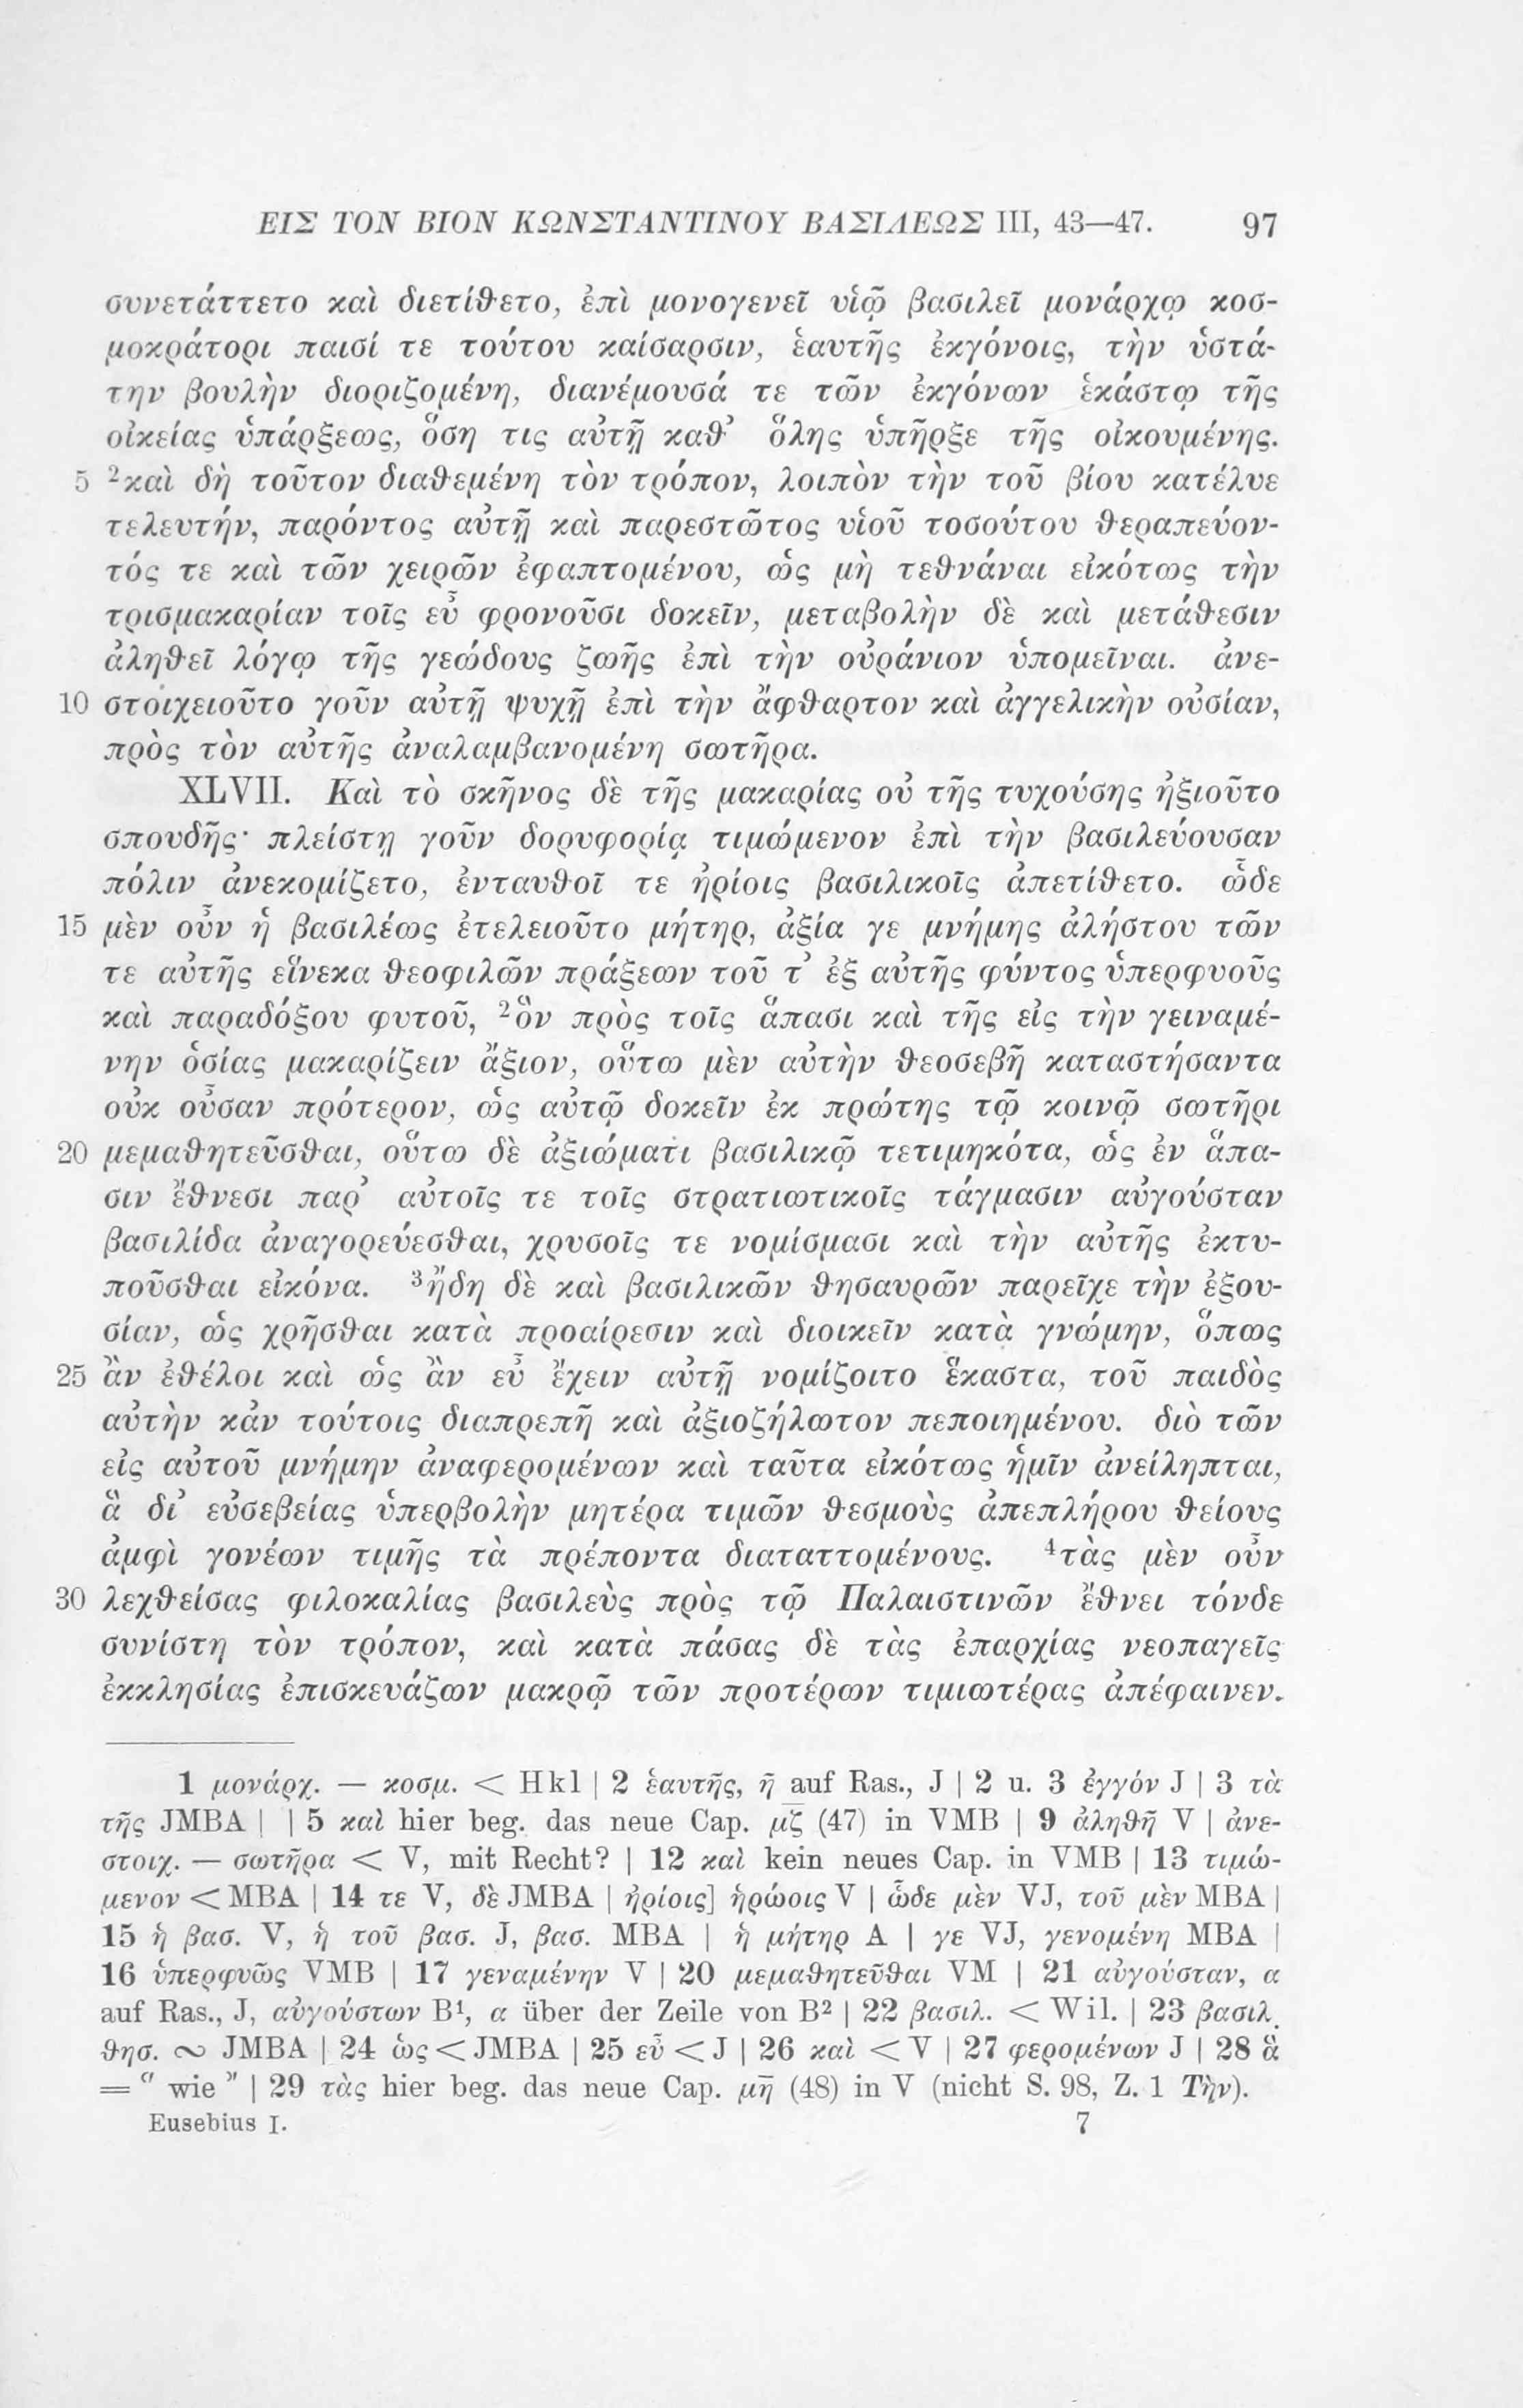 ΕΙΣ ΤΟΝ ΒΙΟΝ ΚΩΝΣΤΑΝΤΙΝΟΥ ΒΑΣΙΛΕΩΣ III, 43—47. 97
συνετάττετο καὶ διετίθετο, ἐπὶ μονογενεῖ υἱῷ βασιλεῖ μονάρχῳ κοσ-
μοκράτορι παισί τε τούτου καίσαρσιν, ἑαυτῆς ἐκγόνοις, τὴν ὑστά-
την βουλὴν διοριζομένη, διανέμουσά τε τῶν ἐκγόνων ἑκάστῳ τῆς
οἰκείας ὑπάρξεως, ὅση τις αὐτῇ καθ’ ὅλης ὑπῆρξε τῆς οἰκουμένης.
5 ²καὶ δὴ τοῦτον διαθεμένη τὸν τρόπον, λοιπὸν τὴν τοῦ βίου κατέλυε
τελευτήν, παρόντος αὐτῇ καὶ παρεστῶτος υἱοῦ τοσούτου θεραπεύον-
τός τε καὶ τῶν χειρῶν ἐφαπτομένου, ὡς μὴ τεθνάναι εἰκότως τὴν
τρισμακαρίαν τοῖς εὖ φρονοῦσι δοκεῖν, μεταβολὴν δὲ καὶ μετάθεσιν
ἀληθεῖ λόγῳ τῆς γεώδους ζωῆς ἐπὶ τὴν οὐράνιον ὑπομεῖναι. ἀνε-
10 στοιχειοῦτο γοῦν αὐτῇ ψυχῇ ἐπὶ τὴν ἄφθαρτον καὶ ἀγγελικὴν οὐσίαν,
πρὸς τὸν αὐτῆς ἀναλαμβανομένη σωτῆρα.
XLVII. Καὶ τὸ σκῆνος δὲ τῆς μακαρίας οὐ τῆς τυχούσης ἠξιοῦτο
σπουδῆς· πλείστῃ γοῦν δορυφορίᾳ τιμώμενον ἐπὶ τὴν βασιλεύουσαν
πόλιν ἀνεκομίζετο, ἐνταυθοῖ τε ἠρίοις βασιλικοῖς ἀπετίθετο. ὧδε
15 μὲν οὖν ἡ βασιλέως ἐτελειοῦτο μήτηρ, ἀξία γε μνήμης ἀλήστου τῶν
τε αὐτῆς εἵνεκα θεοφιλῶν πράξεων τοῦ τ’ ἐξ αὐτῆς φύντος ὑπερφυοῦς
καὶ παραδόξου φυτοῦ, ²ὃν πρὸς τοῖς ἅπασι καὶ τῆς εἰς τὴν γειναμέ-
νην ὁσίας μακαρίζειν ἄξιον, οὕτω μὲν αὐτὴν θεοσεβῆ καταστήσαντα
οὐκ οὖσαν πρότερον, ὡς αὐτῷ δοκεῖν ἐκ πρώτης τῷ κοινῷ σωτῆρι
20 μεμαθητεῦσθαι, οὕτω δὲ ἀξιώματι βασιλικῷ τετιμηκότα, ὡς ἐν ἅπα-
σιν ἔθνεσι παρ’ αὐτοῖς τε τοῖς στρατιωτικοῖς τάγμασιν αὐγούσταν
βασιλίδα ἀναγορεύεσθαι, χρυσοῖς τε νομίσμασι καὶ τὴν αὐτῆς ἐκτυ-
ποῦσθαι εἰκόνα. ³ἤδη δὲ καὶ βασιλικῶν θησαυρῶν παρεῖχε τὴν ἐξου-
σίαν, ὡς χρῆσθαι κατὰ προαίρεσιν καὶ διοικεῖν κατὰ γνώμην, ὅπως
25 ἂν ἐθέλοι καὶ ὡς ἂν εὖ ἔχειν αὐτῇ νομίζοιτο ἕκαστα, τοῦ παιδὸς
αὐτὴν κἀν τούτοις διαπρεπῆ καὶ ἀξιοζήλωτον πεποιημένου. διὸ τῶν
εἰς αὐτοῦ μνήμην ἀναφερομένων καὶ ταῦτα εἰκότως ἡμῖν ἀνείληπται,
ἃ δι’ εὐσεβείας ὑπερβολὴν μητέρα τιμῶν θεσμοὺς ἀπεπλήρου θείους
ἀμφὶ γονέων τιμῆς τὰ πρέποντα διαταττομένους. ⁴τὰς μὲν οὖν
30 λεχθείσας φιλοκαλίας βασιλεὺς πρὸς τῷ Παλαιστινῶν ἔθνει τόνδε
συνίστη τὸν τρόπον, καὶ κατὰ πάσας δὲ τὰς ἐπαρχίας νεοπαγεῖς
ἐκκλησίας ἐπισκευάζων μακρῷ τῶν προτέρων τιμιωτέρας ἀπέφαινεν.
1 μονάρχ. — κοσμ. < Hkl | 2 ἑαυτῆς, ῆ auf Ras., J | 2 u. 3 ἐγγόν J | 3 τὰ
τῆς JMBA | | 5 καὶ hier beg. das neue Cap. μ̅ζ̅ (47) in VMB | 9 ἀληθῆ V | ἀνε-
στοιχ. — σωτῆρα < V, mit Recht? | 12 καὶ kein neues Cap. in VMB | 13 τιμώ-
μενον < MBA | 14 τε V, δὲ JMBA | ἠρίοις] ἡρώοις V | ὧδε μὲν VJ, τοῦ μὲν MBA |
15 ἡ βασ. V, ἡ τοῦ βασ. J, βασ. MBA | ἡ μήτηρ A | γε VJ, γενομένη MBA |
16 ὑπερφυῶς VMB | 17 γεναμένην V | 20 μεμαθητεῦθαι VM | 21 αὐγούσταν, α
auf Ras., J, αὐγούστων B¹, α über der Zeile von B² | 22 βασιλ. < Wil. | 23 βασιλ.
θησ. ∾ JMBA | 24 ὡς < JMBA | 25 εὖ < J | 26 καὶ < V | 27 φερομένων J | 28 ἃ
= “ wie ” | 29 τὰς hier beg. das neue Cap. μ̅η̅ (48) in V (nicht S. 98, Z. 1 Τὴν).
Eusebius I. 7